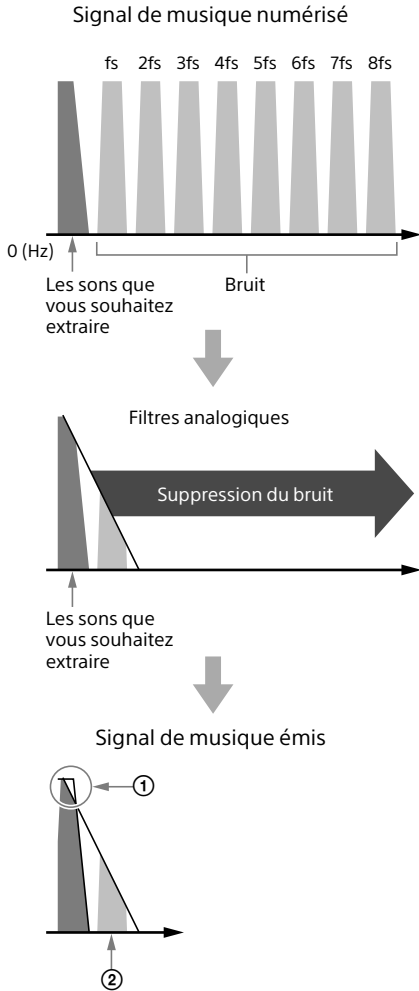 Signal de musique numérisé
fs 2fs 3fs 4fs 5fs 6fs 7fs 8fs
0 (Hz)
Les sons que
vous souhaitez
extraire
Bruit
Filtres analogiques
Suppression du bruit
Les sons que
vous souhaitez
extraire
Signal de musique émis
①
②